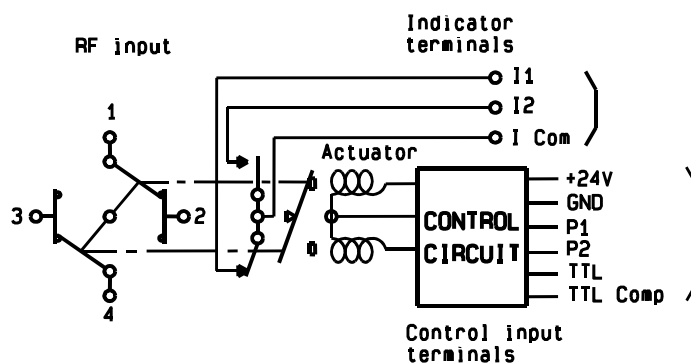 RF input
Indicator
terminals
I1
I2
I Com
1
3
2
4
Actuator
CONTROL
CIRCUIT
+24V
GND
P1
P2
TTL
TTL Comp
Control input
terminals